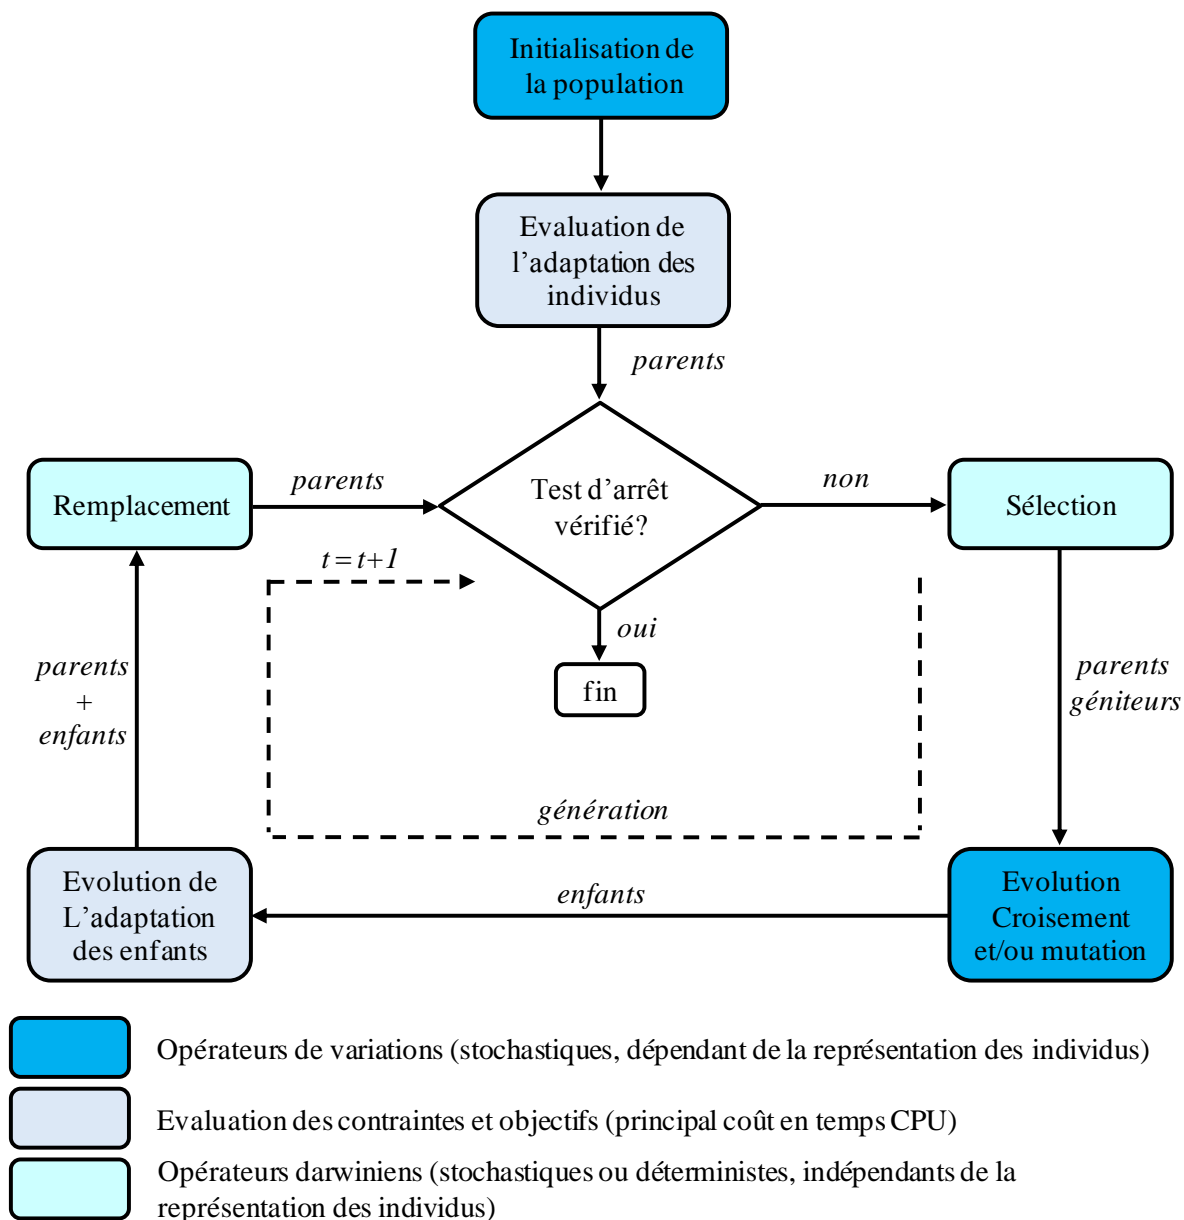 Initialisation de
la population
Evaluation de
l’adaptation des
individus
parents
Remplacement
parents
Test d’arrêt
vérifié?
non
Sélection
t = t+1
oui
fin
parents
+
enfants
parents
géniteurs
génération
Evolution de
L’adaptation
des enfants
enfants
Evolution
Croisement
et/ou mutation
Opérateurs de variations (stochastiques, dépendant de la représentation des individus)
Evaluation des contraintes et objectifs (principal coût en temps CPU)
Opérateurs darwiniens (stochastiques ou déterministes, indépendants de la
représentation des individus)